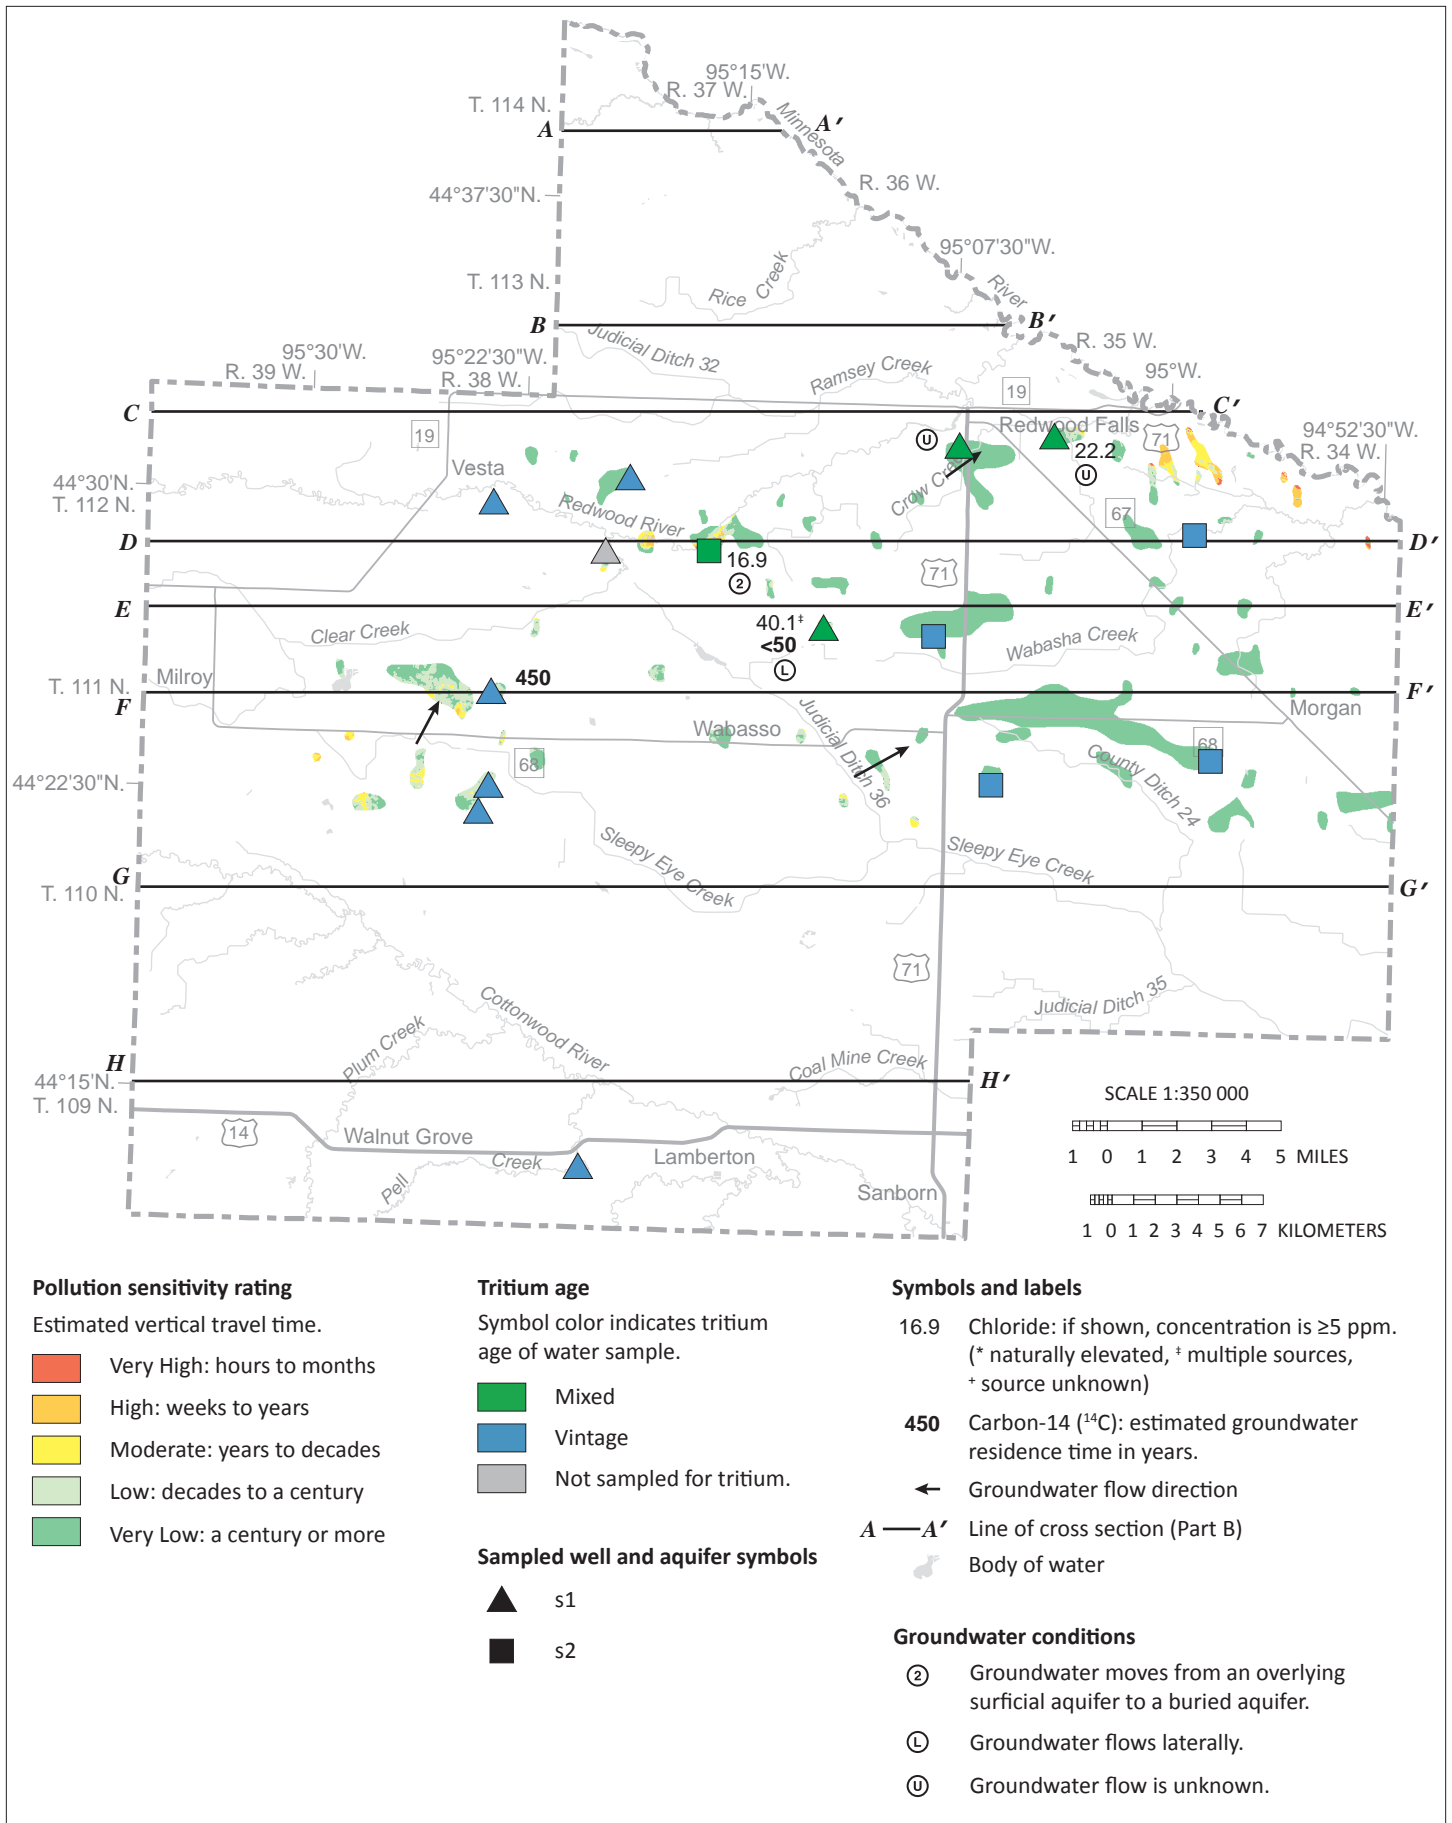 95°15'W.
R. 37 W.
T. 114 N.
A
A′
Minnesota
44°37'30"N.
R. 36 W.
95°07'30"W.
T. 113 N.
Rice Creek
River
B
B′
Judicial Ditch 32
R. 35 W.
95°30'W.
95°22'30"W.
R. 39 W.
R. 38 W.
Ramsey Creek
95°W.
19
C
C′
19
Redwood Falls
71
94°52'30"W.
R. 34 W.
U
22.2
U
Vesta
44°30'N.
T. 112 N.
Crow Creek
Redwood River
67
D
D′
16.9
2
71
E
E′
Clear Creek
40.1‡
<50
L
Wabasha Creek
Milroy
450
T. 111 N.
F
F′
Judicial Ditch 36
Wabasso
Morgan
68
68
County Ditch 24
44°22'30"N.
Sleepy Eye Creek
Sleepy Eye Creek
G
G′
T. 110 N.
71
Cottonwood River
Judicial Ditch 35
Plum Creek
Coal Mine Creek
H
H′
44°15'N.
T. 109 N.
14
Walnut Grove
Pell Creek
Lamberton
Sanborn
SCALE 1:350 000
1 0 1 2 3 4 5 MILES
1 0 1 2 3 4 5 6 7 KILOMETERS
Pollution sensitivity rating
Estimated vertical travel time.
Very High: hours to months
High: weeks to years
Moderate: years to decades
Low: decades to a century
Very Low: a century or more
Tritium age
Symbol color indicates tritium
age of water sample.
Mixed
Vintage
Not sampled for tritium.
Sampled well and aquifer symbols
s1
s2
Symbols and labels
16.9 Chloride: if shown, concentration is ≥5 ppm.
(* naturally elevated, ‡ multiple sources,
+ source unknown)
450 Carbon-14 (¹⁴C): estimated groundwater
residence time in years.
Groundwater flow direction
A A′ Line of cross section (Part B)
Body of water
Groundwater conditions
2 Groundwater moves from an overlying
surficial aquifer to a buried aquifer.
L Groundwater flows laterally.
U Groundwater flow is unknown.